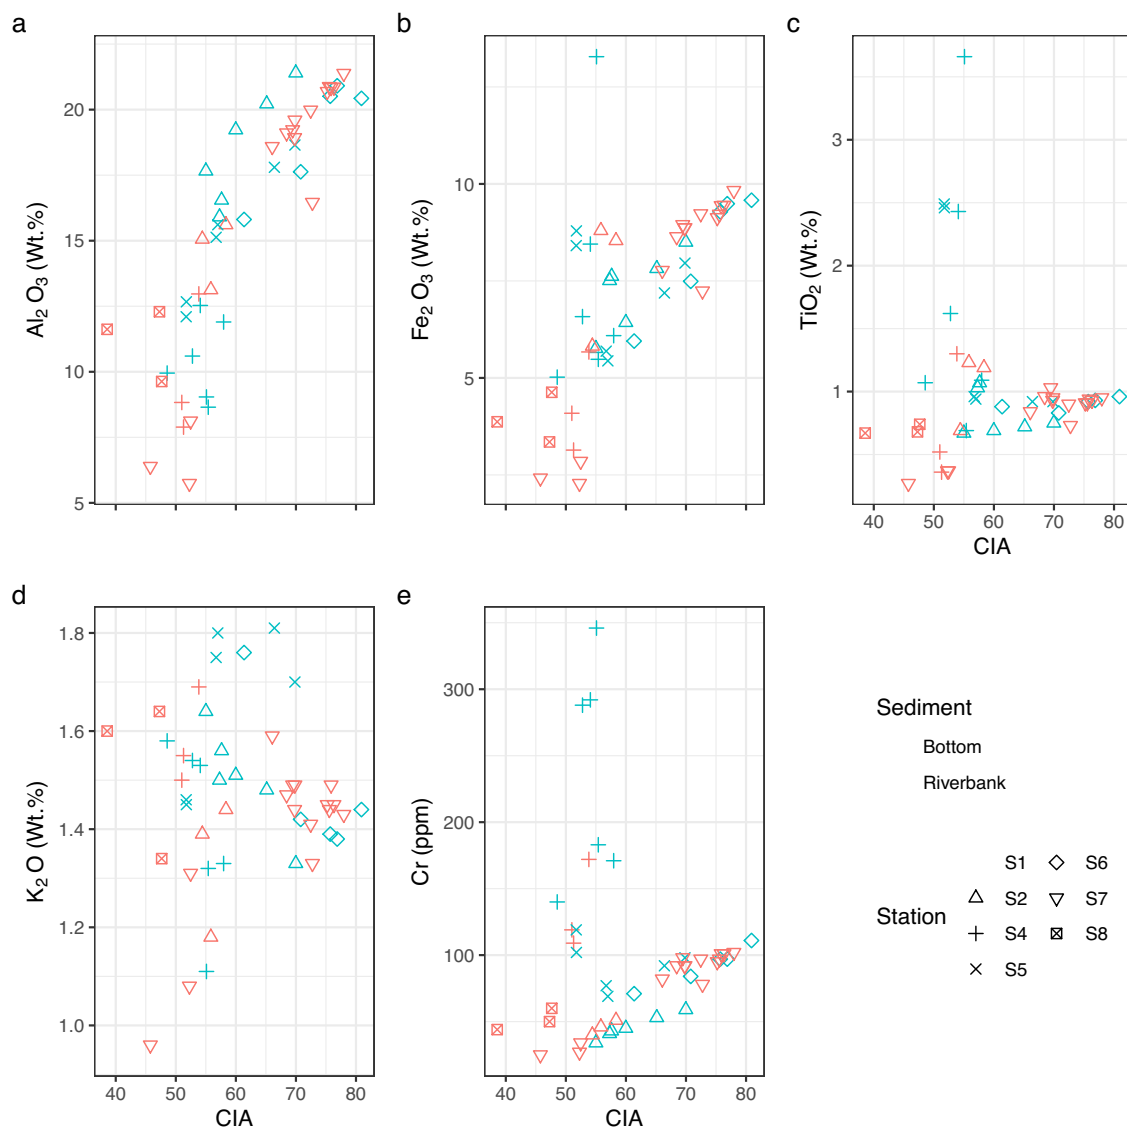 a
b
c
20
15
10
5
Al2 O3 (Wt.%)
10
5
Fe2 O3 (Wt.%)
3
2
1
TiO2 (Wt.%)
40 50 60 70 80
CIA
d
e
1.8
1.6
1.4
1.2
1.0
K2 O (Wt.%)
40 50 60 70 80
CIA
300
200
100
Cr (ppm)
40 50 60 70 80
CIA
Sediment
Bottom
Riverbank
Station
S1 S6
S2 S7
S4 S8
S5